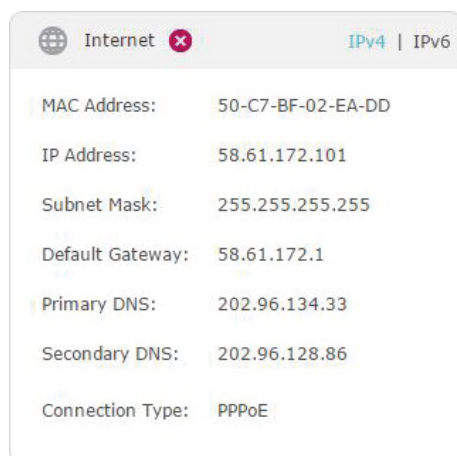 Internet IPv4 | IPv6
MAC Address: 50-C7-BF-02-EA-DD
IP Address: 58.61.172.101
Subnet Mask: 255.255.255.255
Default Gateway: 58.61.172.1
Primary DNS: 202.96.134.33
Secondary DNS: 202.96.128.86
Connection Type: PPPoE